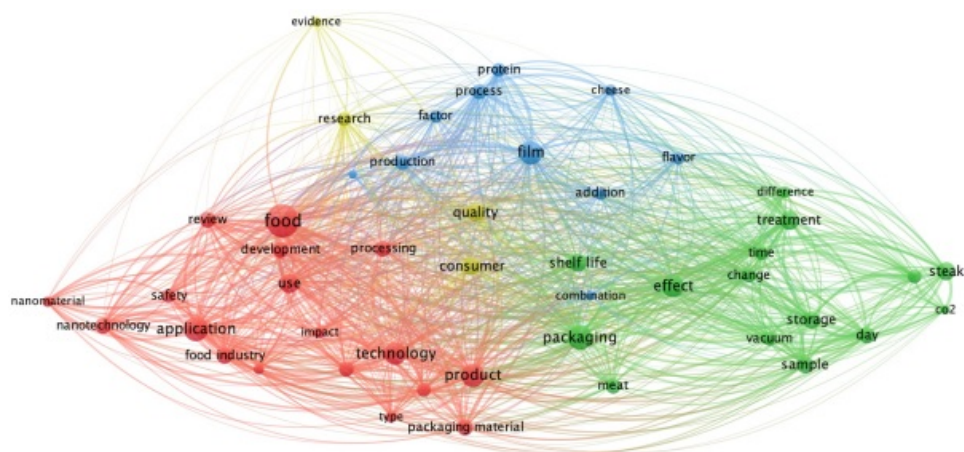 evidence
protein
process
cheese
factor
research
film
production
flavor
addition
difference
quality
treatment
review
food
development
processing
time
consumer
shelf life
steak
change
use
effect
nanomaterial
safety
combination
co2
storage
nanotechnology
application
impact
packaging
vacuum
day
food industry
technology
sample
product
meat
type
packaging material